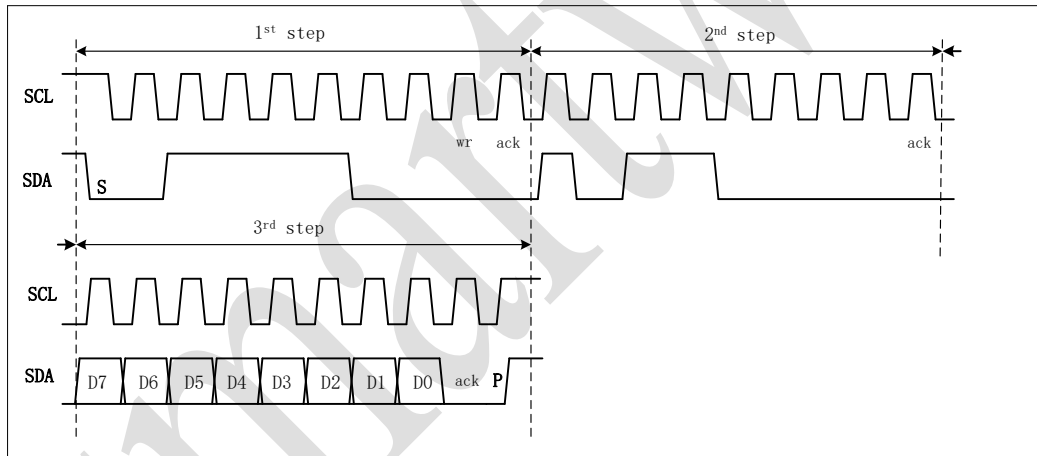 1st step 2nd step
SCL
wr ack ack
SDA S
3rd step
SCL
SDA D7 D6 D5 D4 D3 D2 D1 D0 ack P